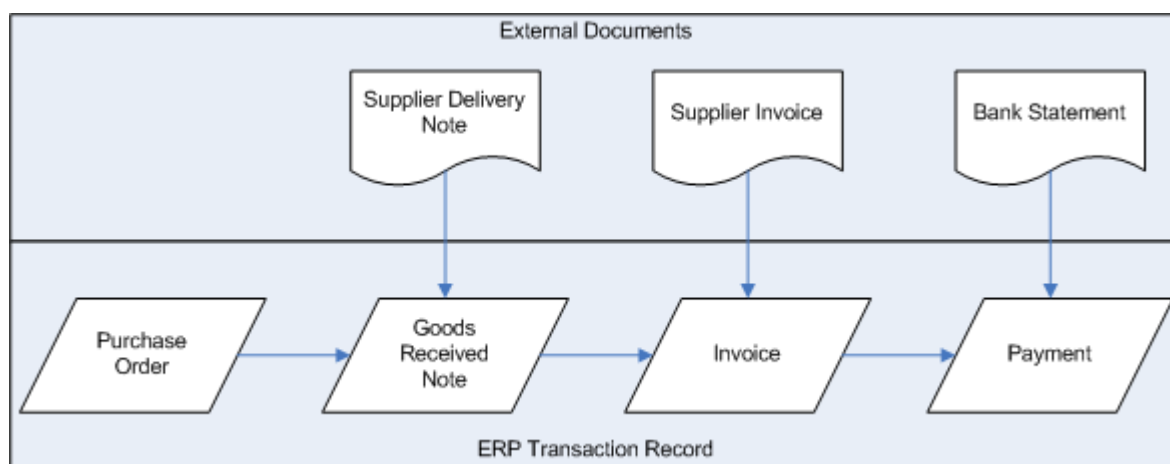 External Documents
Supplier Delivery
Note
Supplier Invoice
Bank Statement
Purchase
Order
Goods
Received
Note
Invoice
Payment
ERP Transaction Record